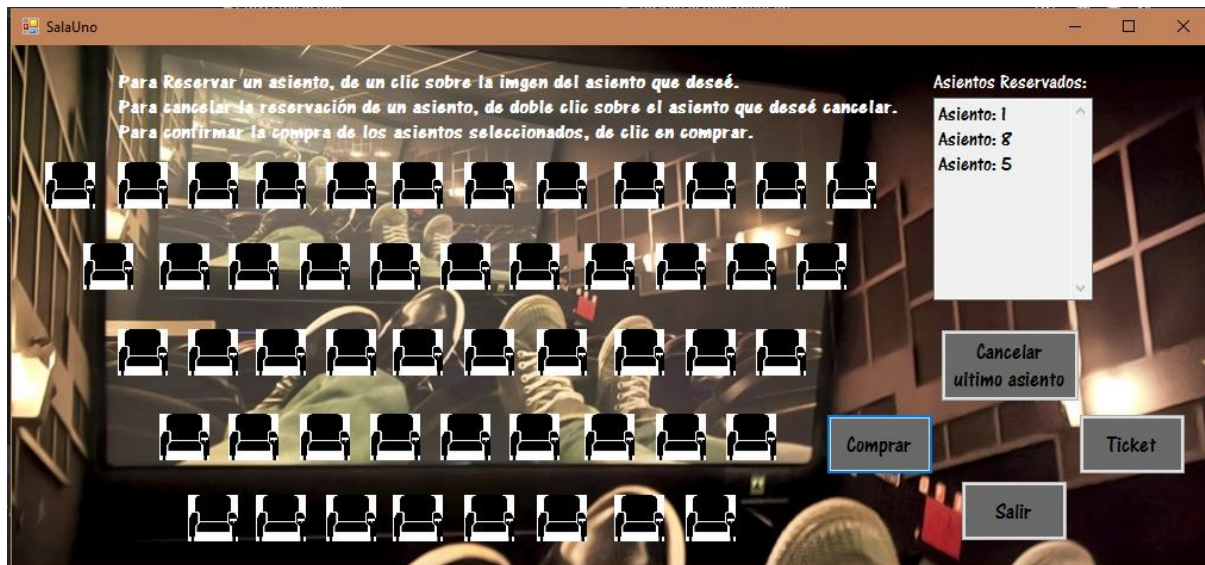 SalaUno
Para Reservar un asiento, de un clic sobre la imgen del asiento que deseé.
Para cancelar la reservación de un asiento, de doble clic sobre el asiento que deseé cancelar.
Para confirmar la compra de los asientos seleccionados, de clic en comprar.
Asientos Reservados:
Asiento: 1
Asiento: 8
Asiento: 5
Cancelar
ultimo asiento
Comprar
Ticket
Salir